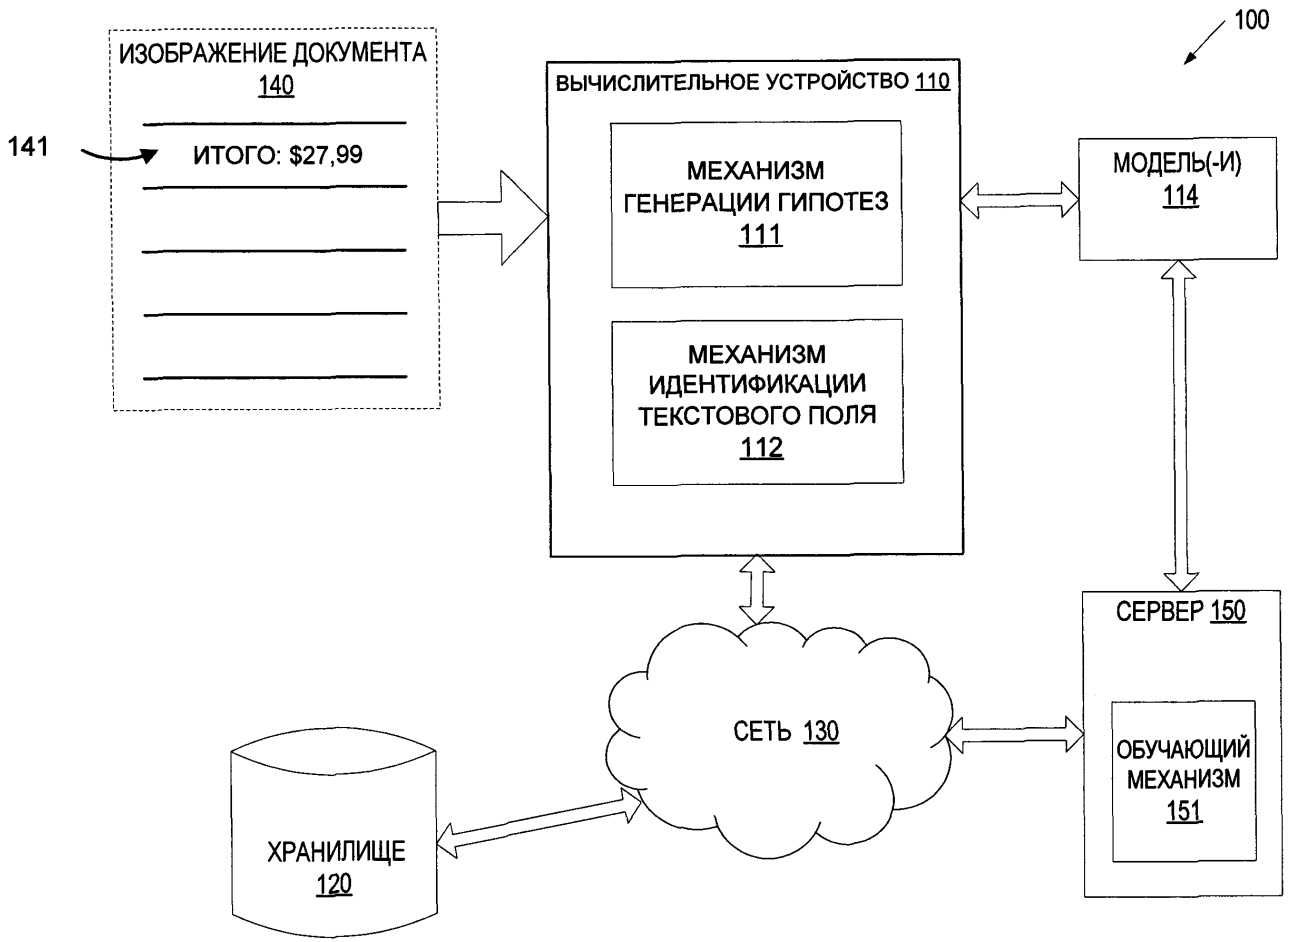 100
ИЗОБРАЖЕНИЕ ДОКУМЕНТА
140
141
ИТОГО: $27,99
ВЫЧИСЛИТЕЛЬНОЕ УСТРОЙСТВО 110
МЕХАНИЗМ
ГЕНЕРАЦИИ ГИПОТЕЗ
111
МЕХАНИЗМ
ИДЕНТИФИКАЦИИ
ТЕКСТОВОГО ПОЛЯ
112
МОДЕЛЬ(-И)
114
СЕРВЕР 150
ОБУЧАЮЩИЙ
МЕХАНИЗМ
151
СЕТЬ 130
ХРАНИЛИЩЕ
120